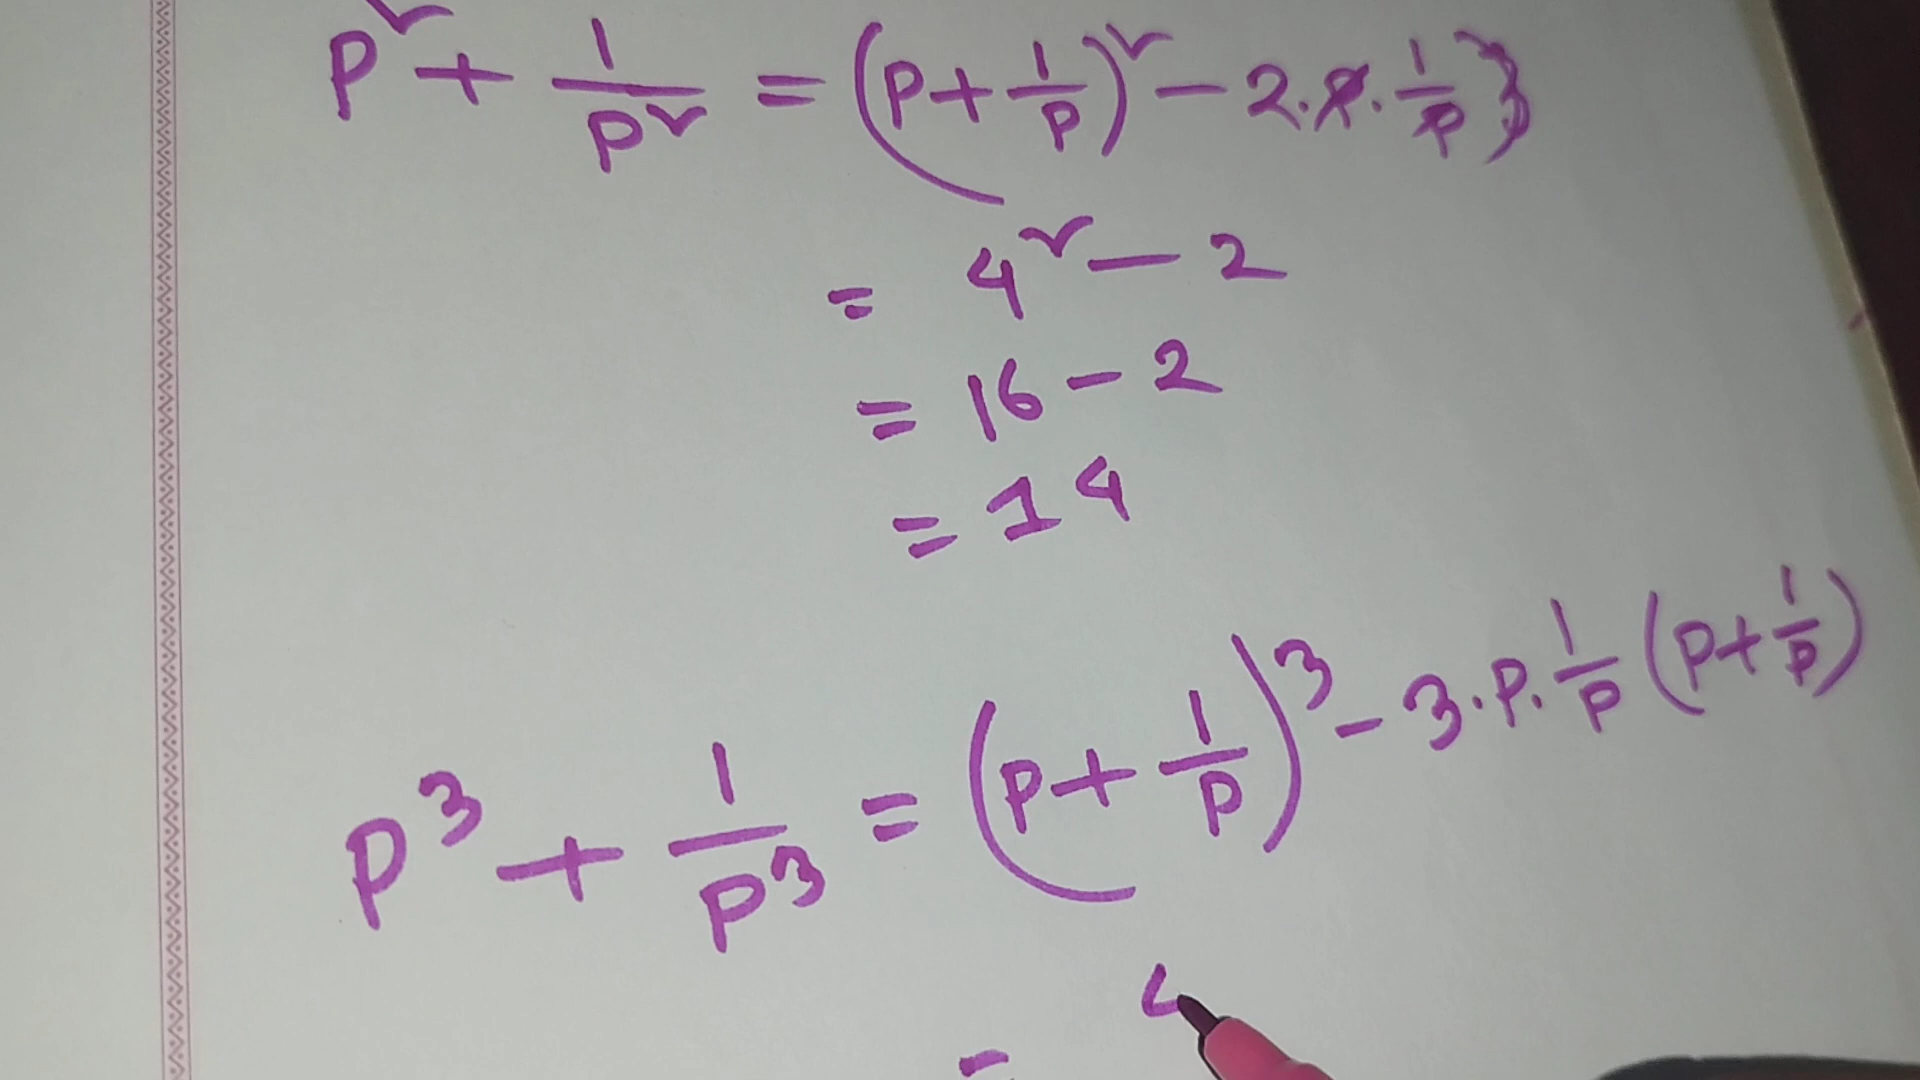 p² + 1/p² = (p + 1/p)² - 2.p.1/p}
= 4² - 2
= 16 - 2
= 14
p³ + 1/p³ = (p + 1/p)³ - 3.p.1/p (p + 1/p)
=